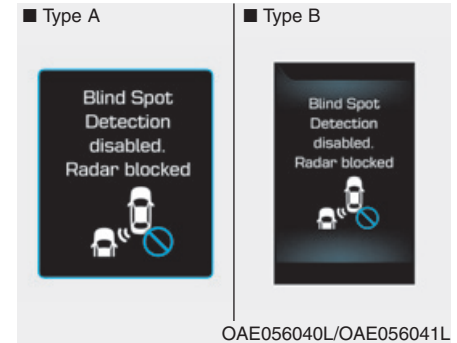 ■ Type A
■ Type B
Blind Spot
Detection
disabled.
Radar blocked
Blind Spot
Detection
disabled.
Radar blocked
OAE056040L/OAE056041L